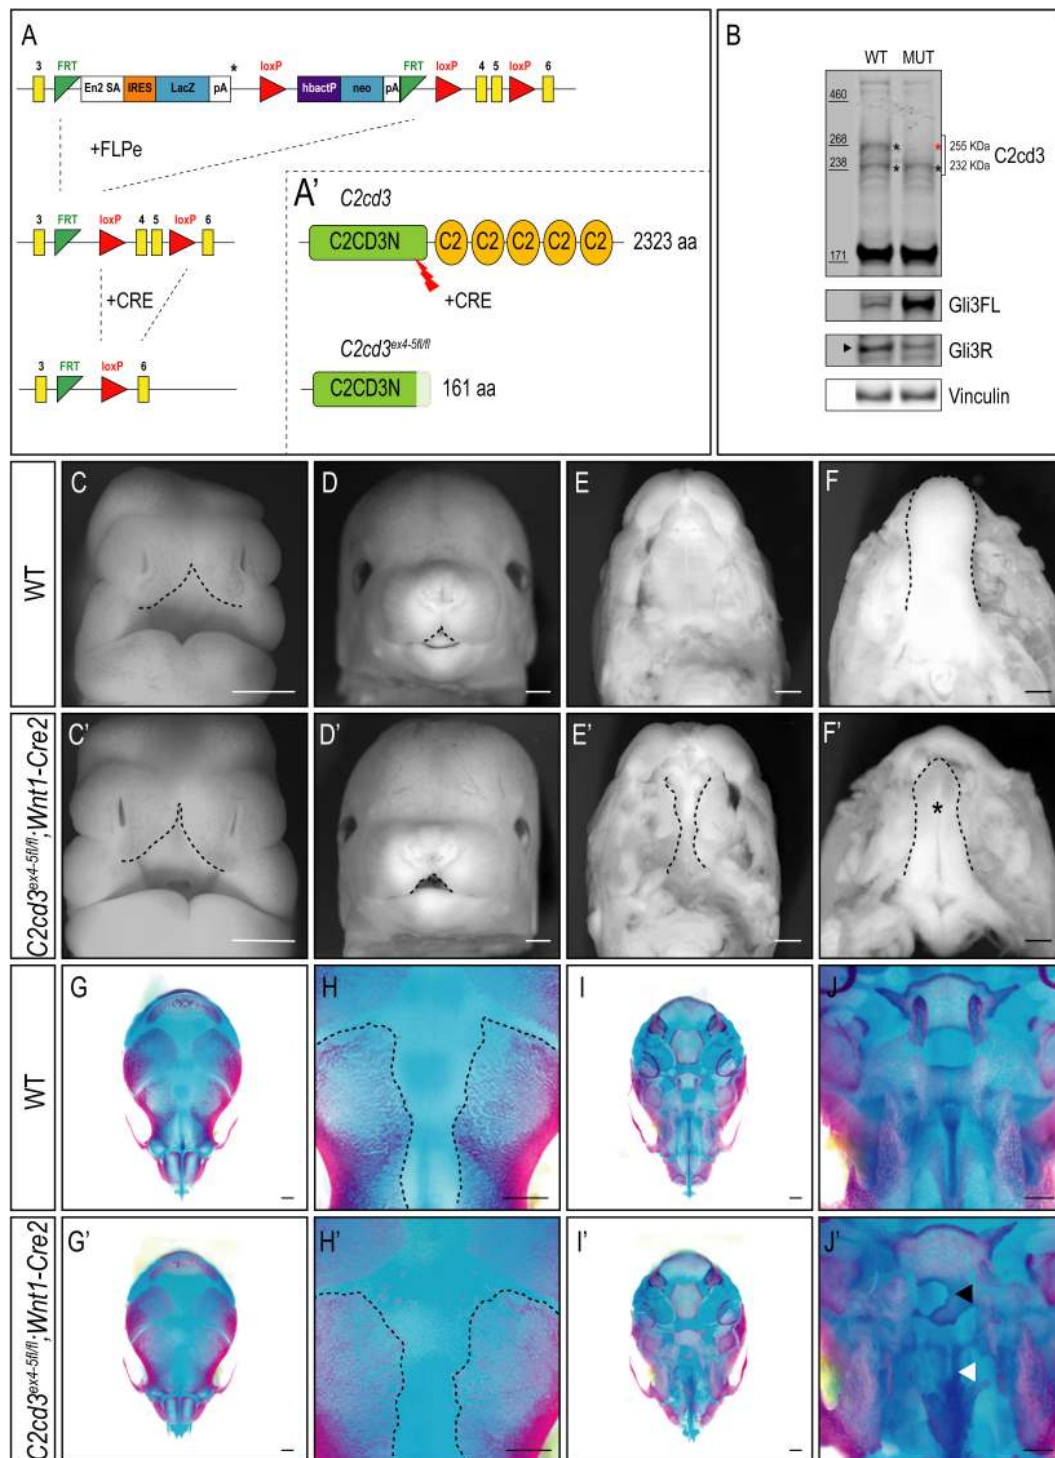 A
3 FRT En2 SA IRES LacZ pA * loxP hbactP neo pA FRT loxP 4 5 loxP 6
+FLPe
3 FRT loxP 4 5 loxP 6
+CRE
3 FRT loxP 6
A'
C2cd3
C2CD3N C2 C2 C2 C2 C2 2323 aa
+CRE
C2cd3ex4-5fl/fl
C2CD3N 161 aa
B
WT MUT
460
268 * * 255 KDa
238 * * 232 KDa
C2cd3
171
Gli3FL
Gli3R
Vinculin
WT
C D E F
C2cd3ex4-5fl/fl;Wnt1-Cre2
C' D' E' F'
*
WT
G H I J
C2cd3ex4-5fl/fl;Wnt1-Cre2
G' H' I' J'